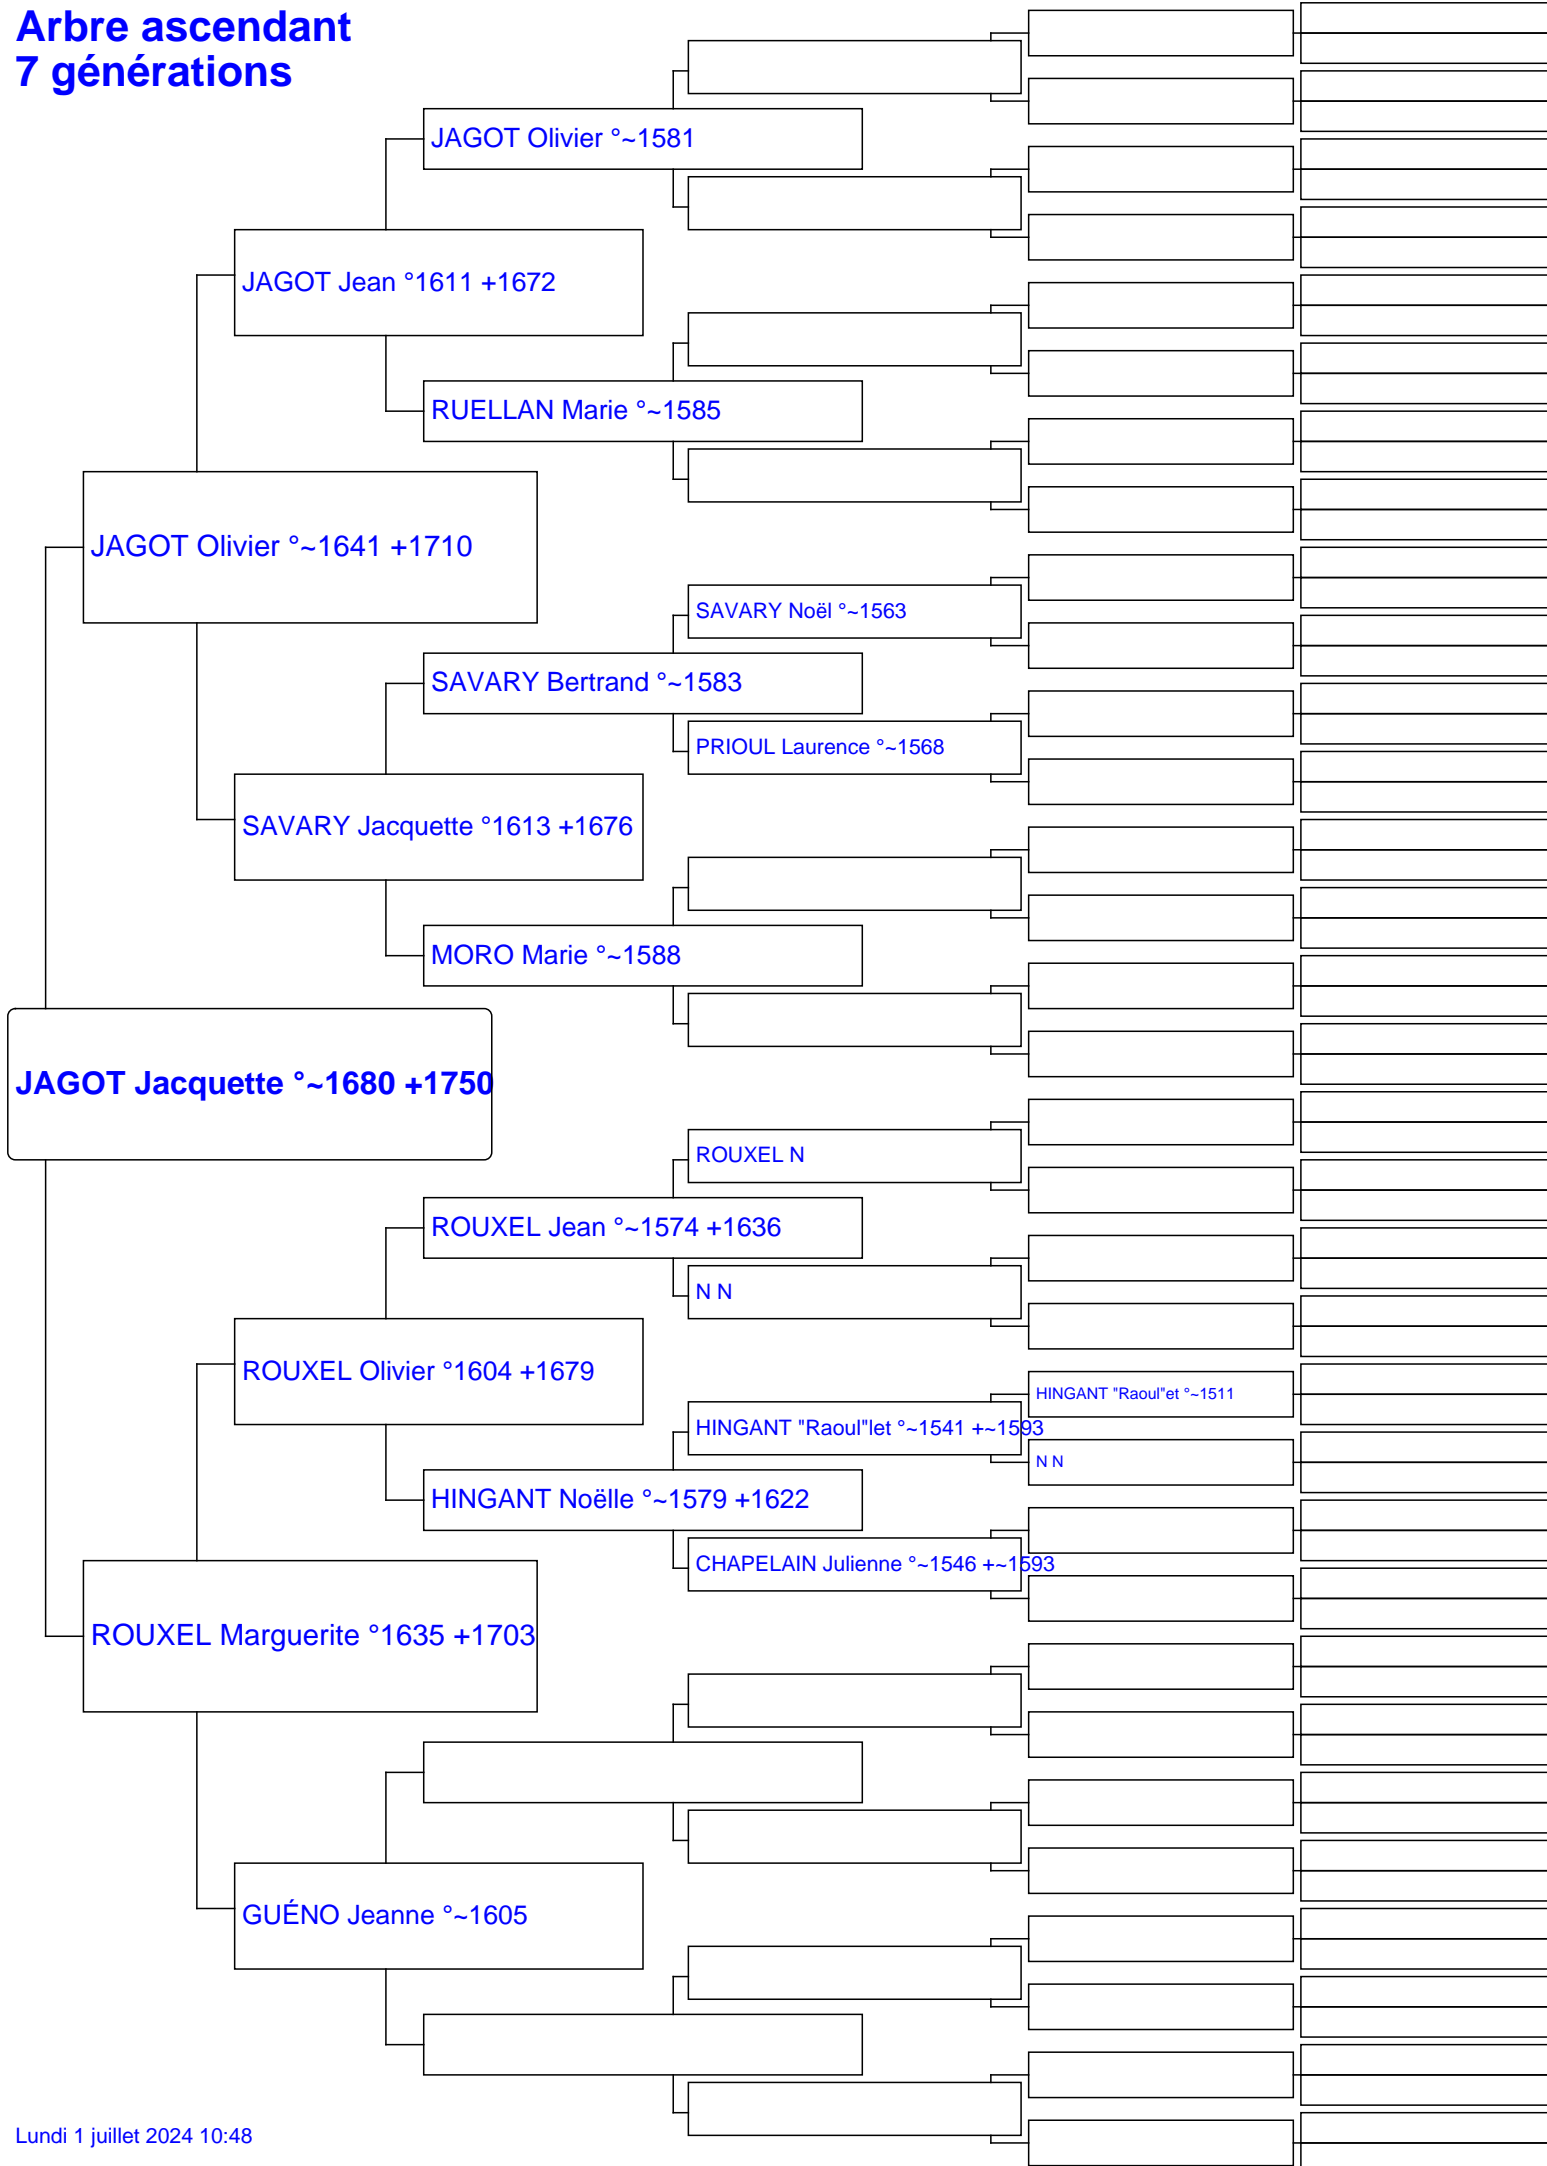 Arbre ascendant
7 générations
JAGOT Olivier °~1581
JAGOT Jean °1611 +1672
RUELLAN Marie °~1585
JAGOT Olivier °~1641 +1710
SAVARY Noël °~1563
SAVARY Bertrand °~1583
PRIOUL Laurence °~1568
SAVARY Jacquette °1613 +1676
MORO Marie °~1588
JAGOT Jacquette °~1680 +1750
ROUXEL N
ROUXEL Jean °~1574 +1636
N N
ROUXEL Olivier °1604 +1679
HINGANT "Raoul"et °~1511
HINGANT "Raoul"let °~1541 +~1593
N N
HINGANT Noëlle °~1579 +1622
CHAPELAIN Julienne °~1546 +~1593
ROUXEL Marguerite °1635 +1703
GUÉNO Jeanne °~1605
Lundi 1 juillet 2024 10:48